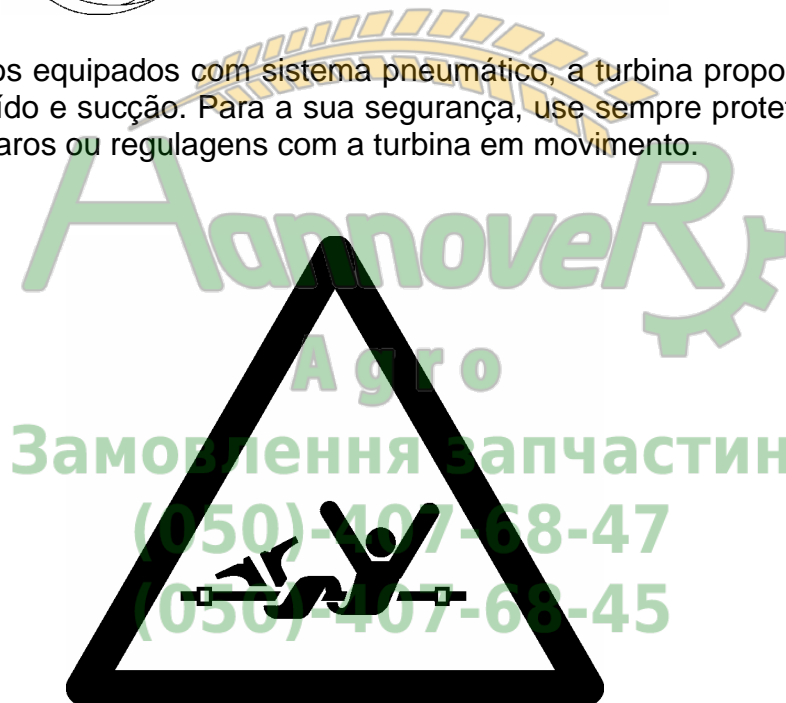 os equipados com sistema pneumático, a turbina propo
ído e sucção. Para a sua segurança, use sempre prote
aros ou regulagens com a turbina em movimento.
HannoveR
Agro
Замовлення запчастин
(050)-407-68-47
(050)-407-68-45